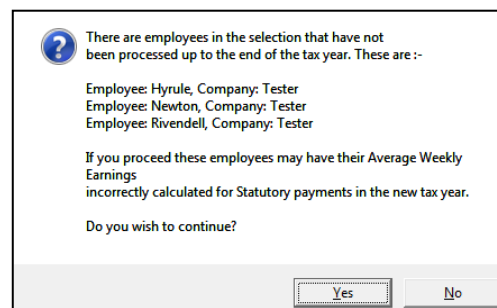 There are employees in the selection that have not
been processed up to the end of the tax year. These are :-
Employee: Hyrule, Company: Tester
Employee: Newton, Company: Tester
Employee: Rivendell, Company: Tester
If you proceed these employees may have their Average Weekly
Earnings
incorrectly calculated for Statutory payments in the new tax year.
Do you wish to continue?
Yes No